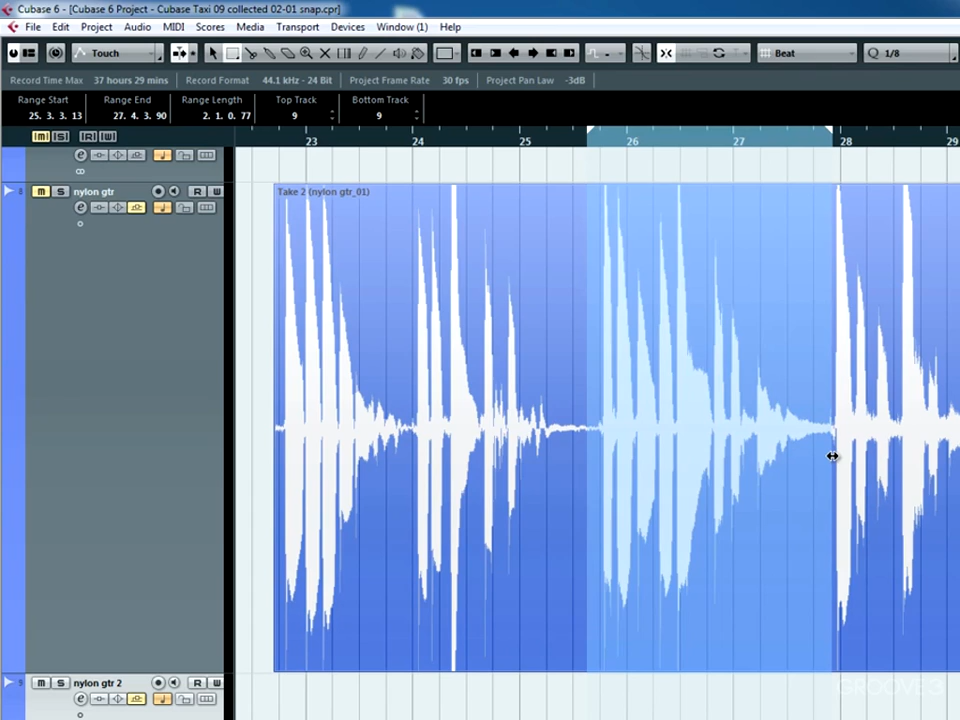 Cubase 6 - [Cubase 6 Project - Cubase Taxi 09 collected 02-01 snap.cpr]
File Edit Project Audio MIDI Scores Media Transport Devices Window (1) Help
Touch Beat Q 1/8
Record Time Max 37 hours 29 mins Record Format 44.1 kHz - 24 Bit Project Frame Rate 30 fps Project Pan Law -3dB
Range Start Range End Range Length Top Track Bottom Track
25. 3. 3. 13 27. 4. 3. 90 2. 1. 0. 77 9 9
M S R W 23 24 25 26 27 28 29
e
8 M S nylon gtr R W Take 2 (nylon gtr_01)
e
9 M S nylon gtr 2 R W
e
GROOVE3